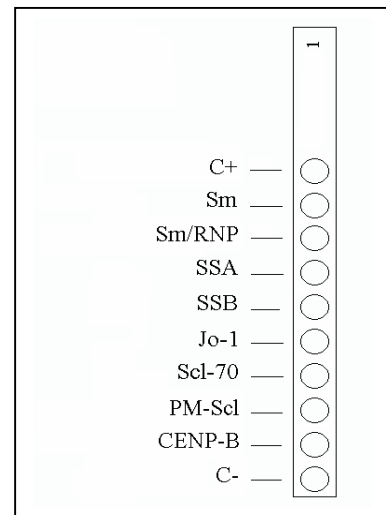 1
C+
Sm
Sm/RNP
SSA
SSB
Jo-1
Scl-70
PM-Scl
CENP-B
C-